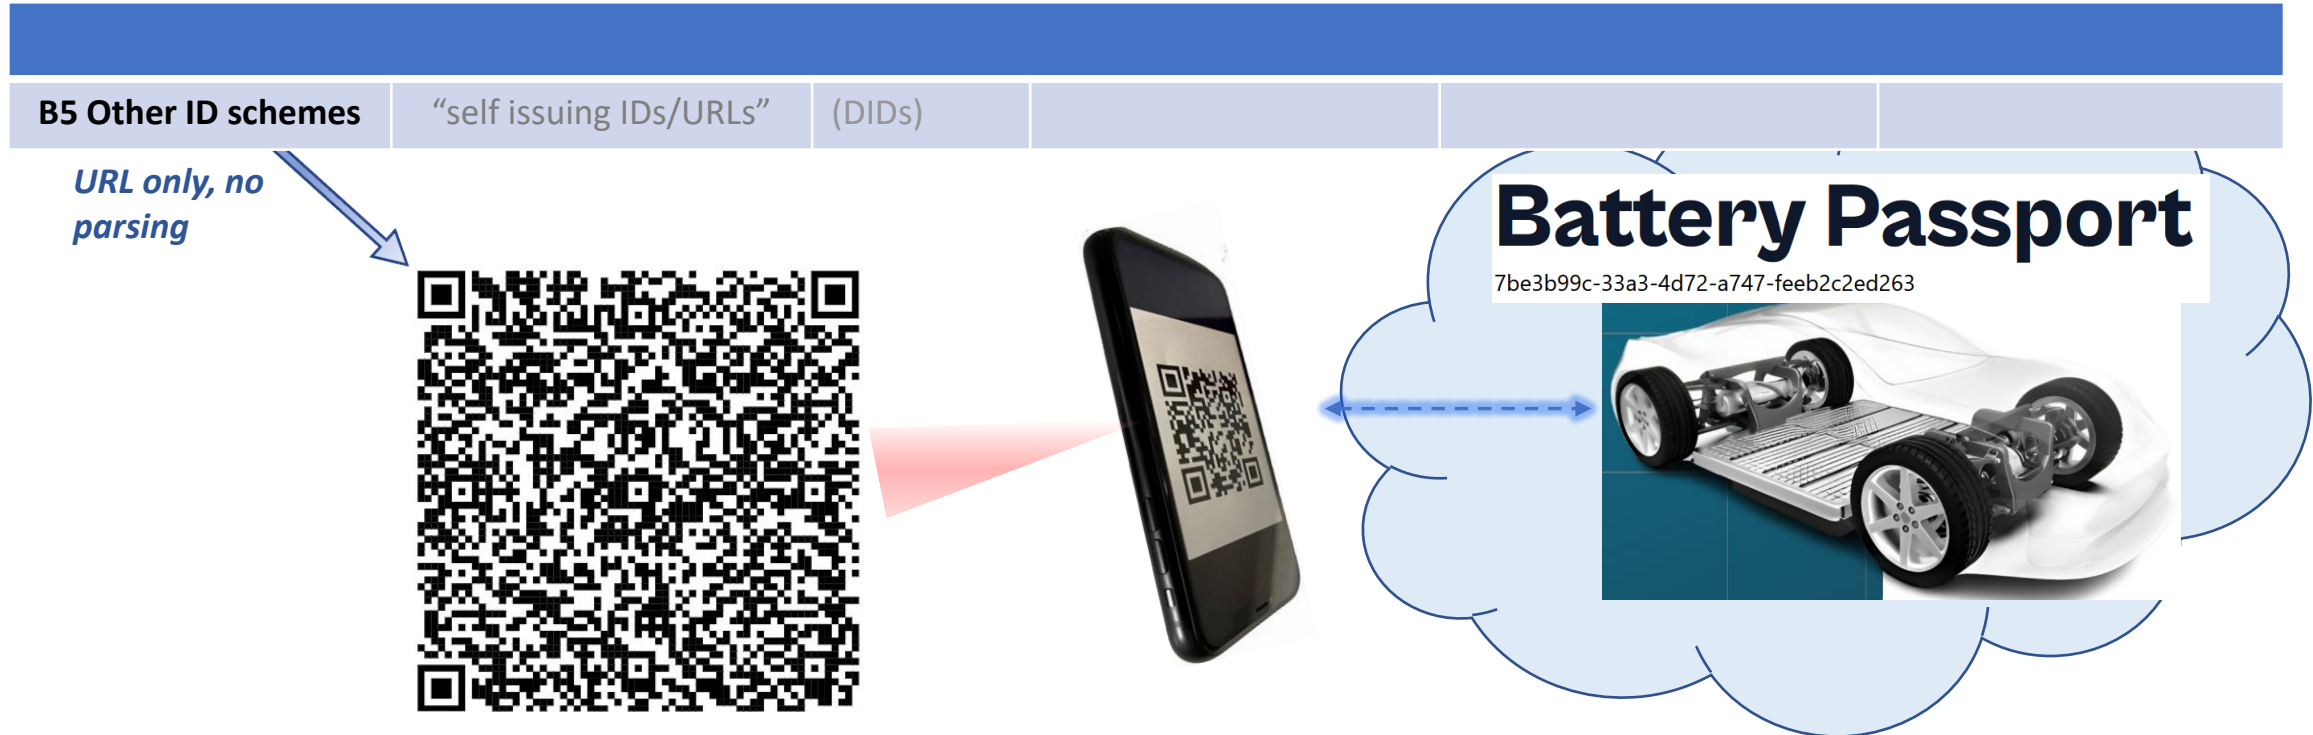 B5 Other ID schemes
“self issuing IDs/URLs”
(DIDs)
URL only, no
parsing
Battery Passport
7be3b99c-33a3-4d72-a747-feeb2c2ed263